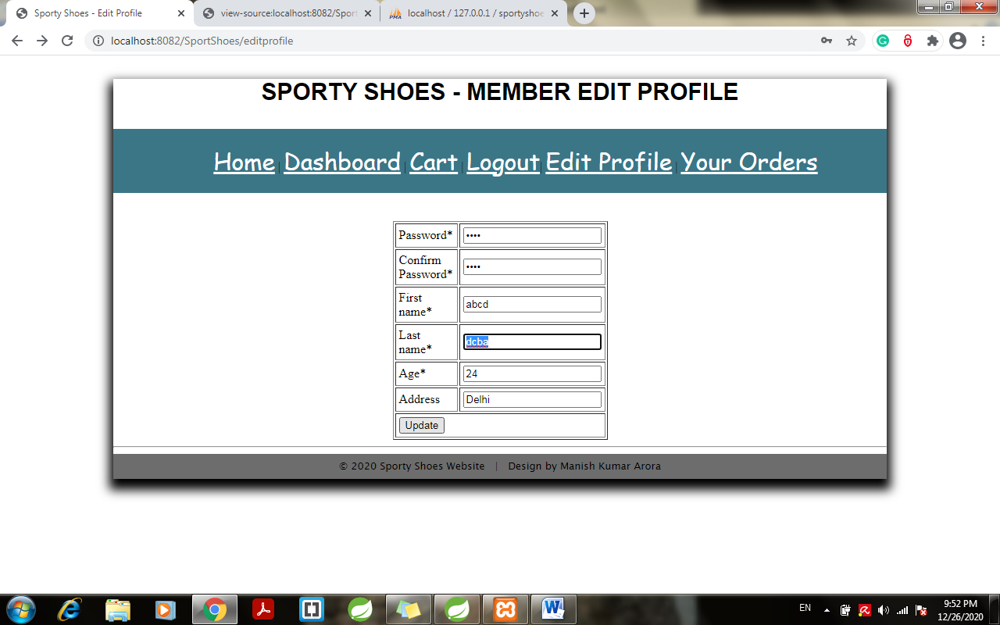 Sporty Shoes - Edit Profile
view-source:localhost:8082/Sport
localhost / 127.0.0.1 / sportyshoe
localhost:8082/SportShoes/editprofile
SPORTY SHOES - MEMBER EDIT PROFILE
Home | Dashboard | Cart | Logout | Edit Profile | Your Orders
Password* ••••
Confirm
Password* ••••
First
name* abcd
Last
name* dcba
Age* 24
Address Delhi
Update
© 2020 Sporty Shoes Website | Design by Manish Kumar Arora
EN
9:52 PM
12/26/2020